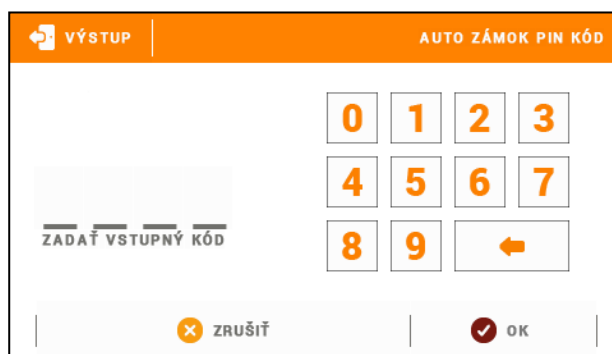 VÝSTUP
AUTO ZÁMOK PIN KÓD
0 1 2 3
4 5 6 7
8 9
ZADAŤ VSTUPNÝ KÓD
ZRUŠIŤ
OK